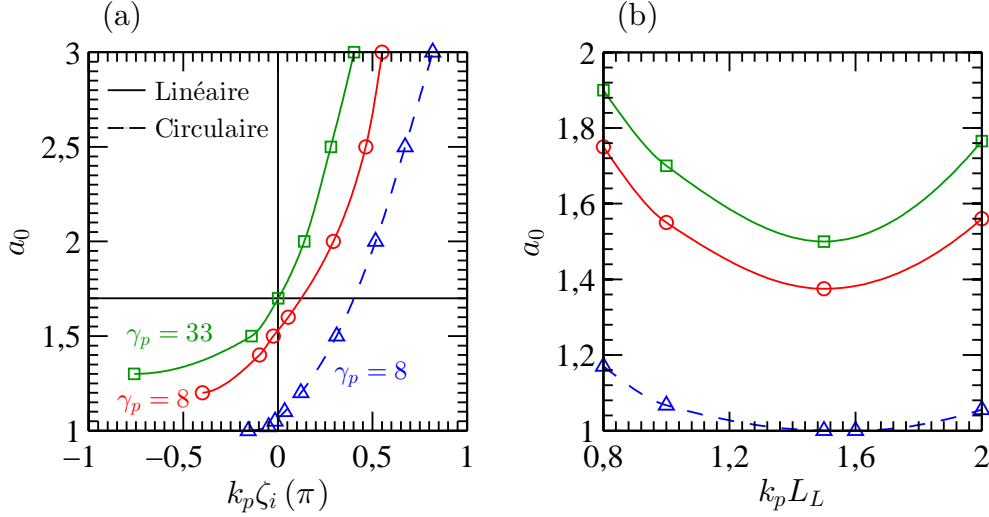 (a)
3
2,5
2
1,5
1
a₀
Linéaire
Circulaire
γₚ = 33
γₚ = 8
γₚ = 8
−1 −0,5 0 0,5 1
kₚζᵢ (π)
(b)
2
1,8
1,6
1,4
1,2
1
a₀
0,8 1,2 1,6 2
kₚL_L